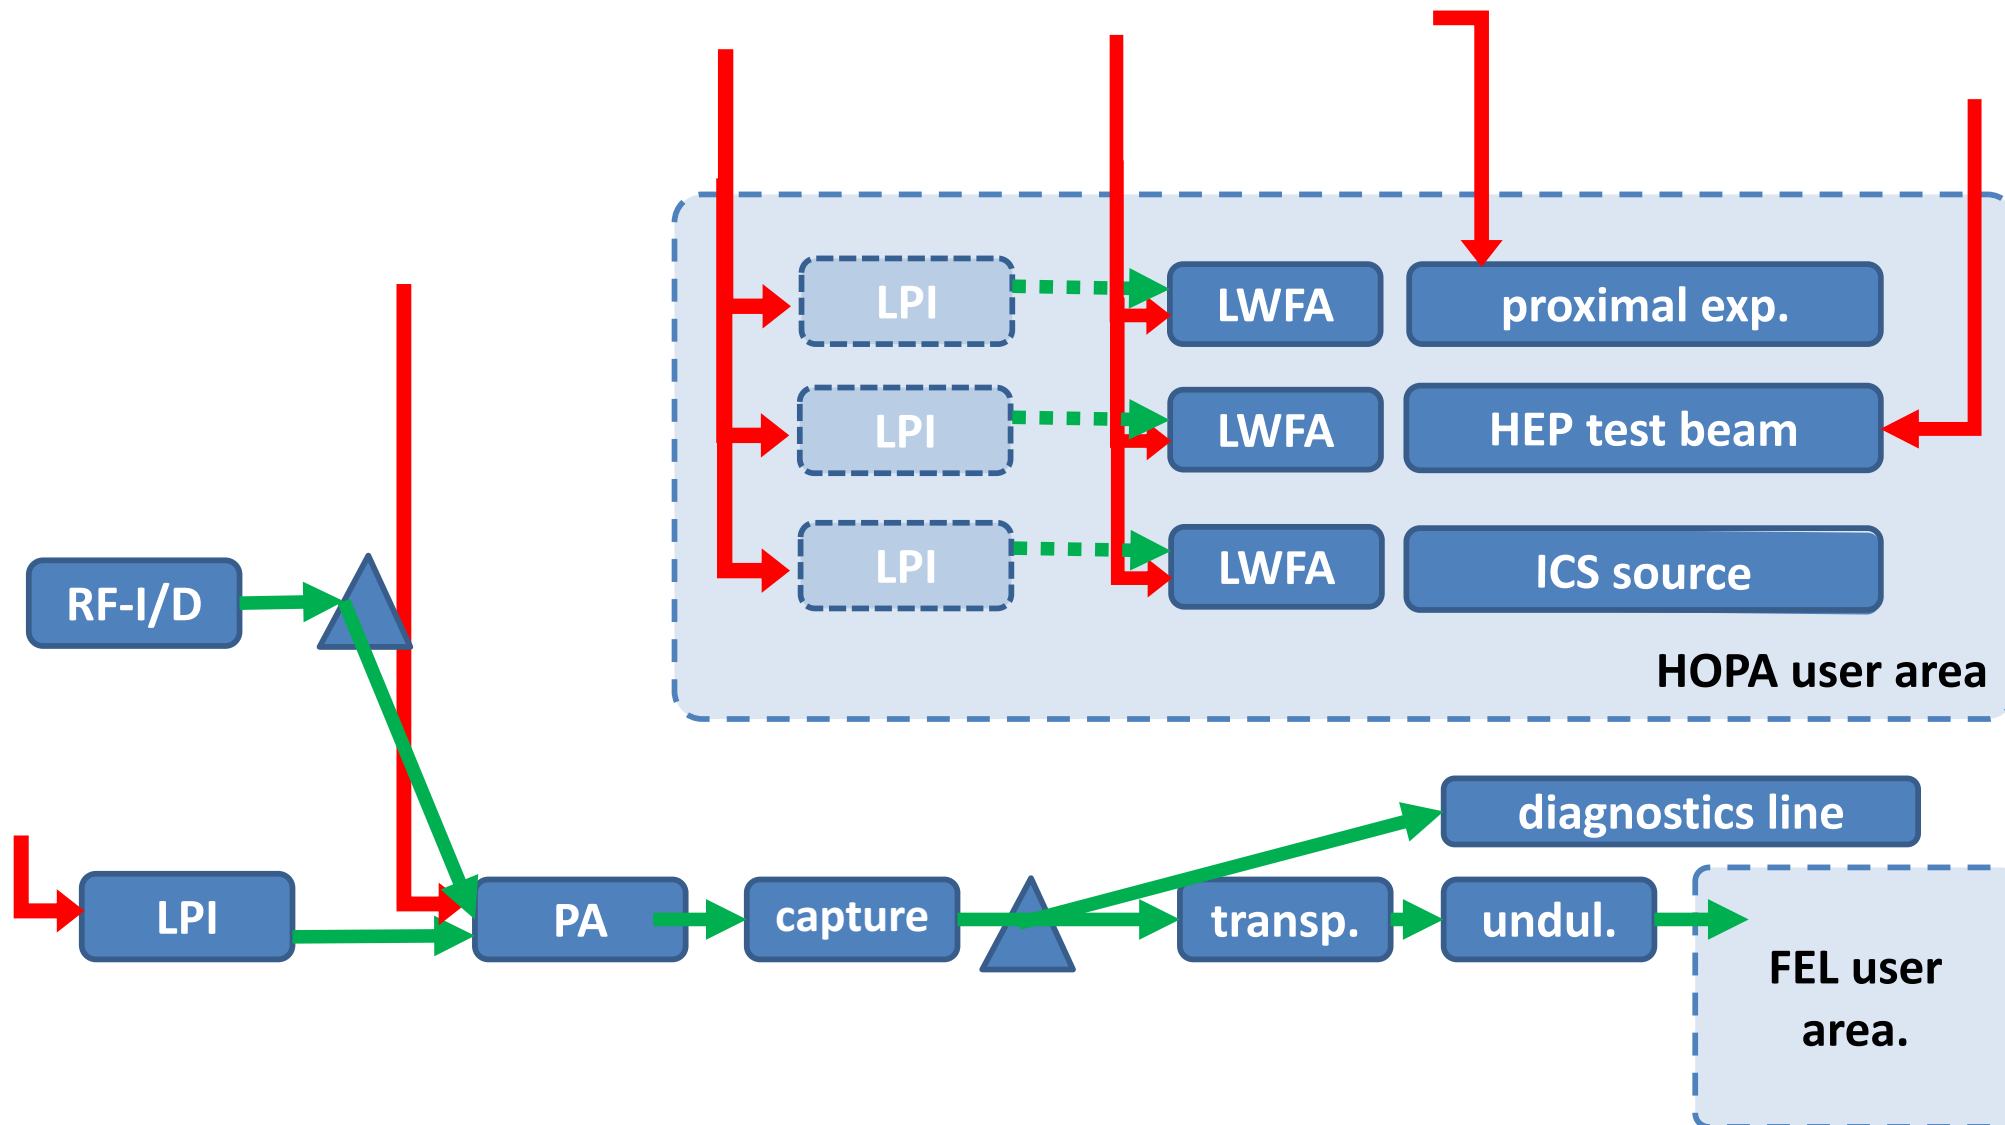 LPI
LWFA
proximal exp.
LPI
LWFA
HEP test beam
LPI
LWFA
ICS source
RF-I/D
HOPA user area
diagnostics line
LPI
PA
capture
transp.
undul.
FEL user
area.